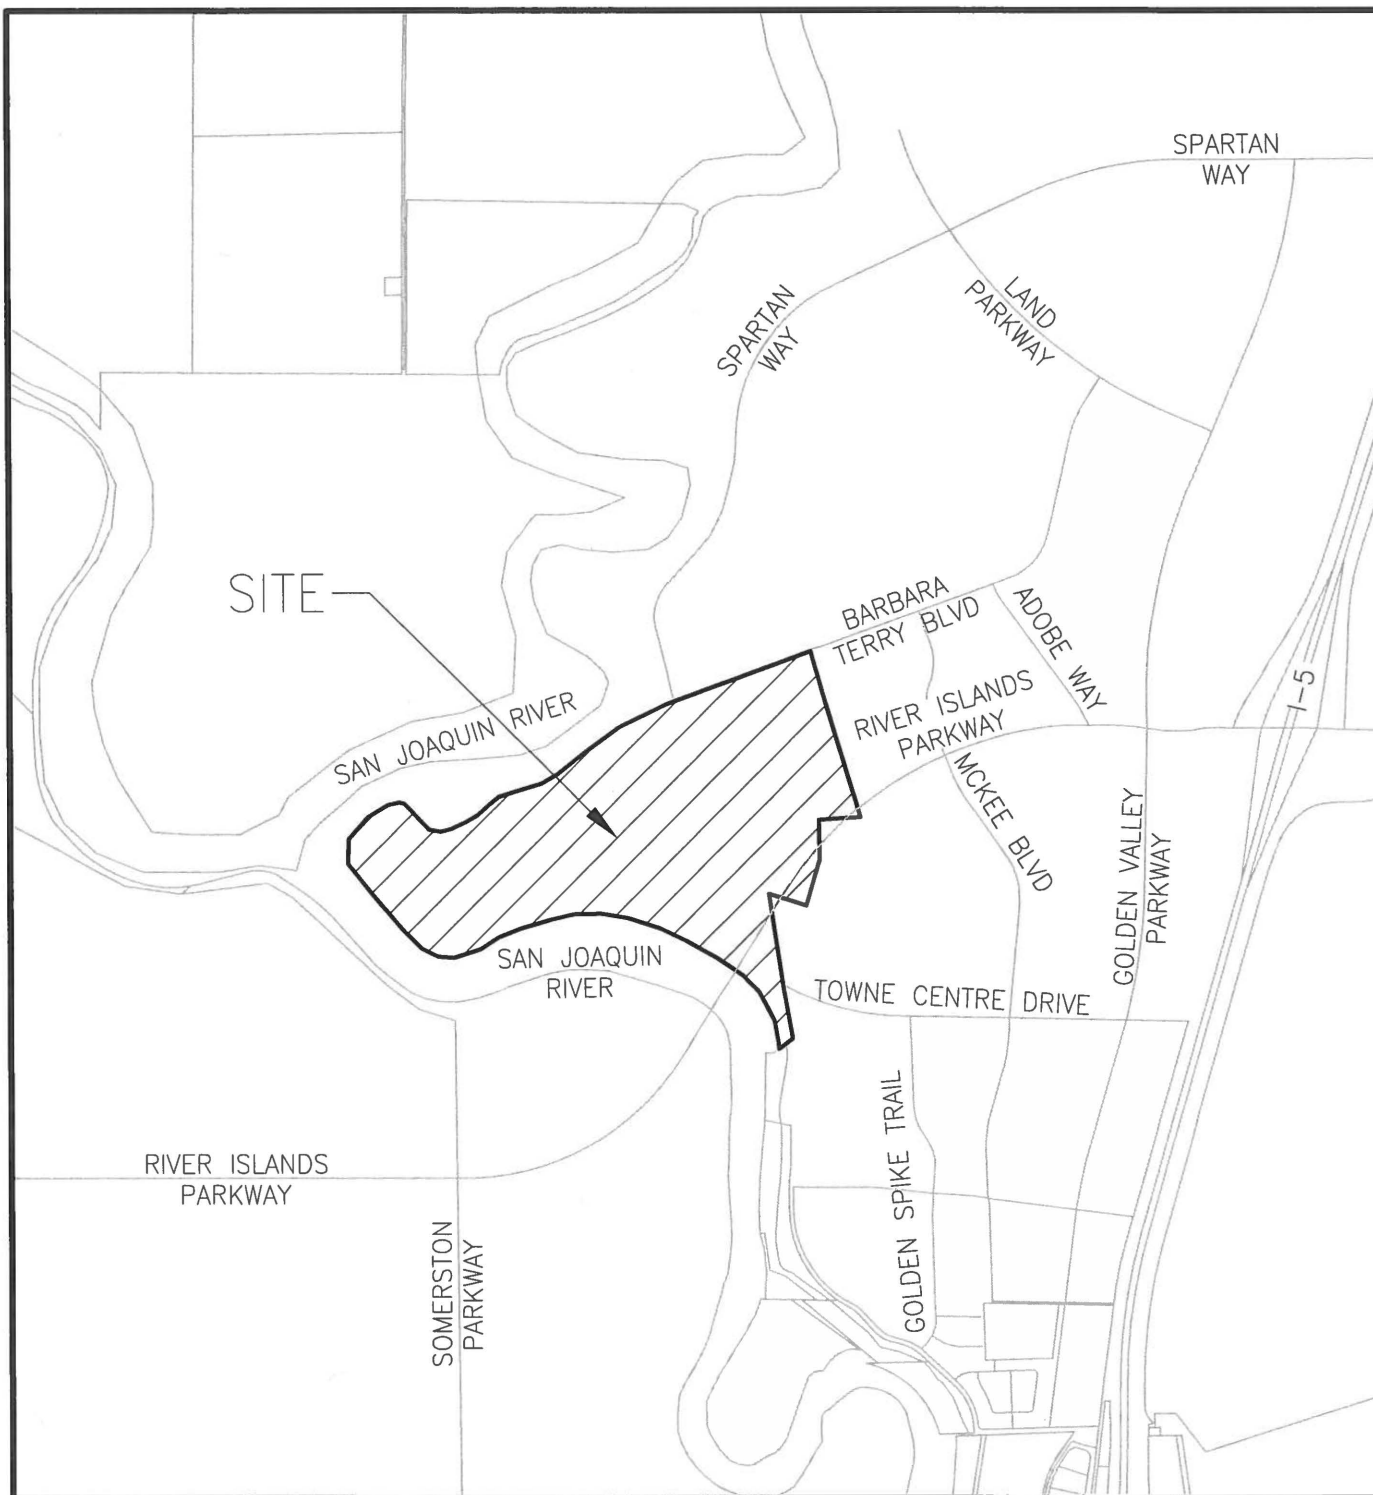 SPARTAN
WAY
LAND
PARKWAY
SPARTAN
WAY
SITE
BARBARA
TERRY BLVD
ADOBE WAY
I-5
SAN JOAQUIN RIVER
RIVER ISLANDS
PARKWAY
MCKEE BLVD
GOLDEN VALLEY
PARKWAY
SAN JOAQUIN
RIVER
TOWNE CENTRE DRIVE
GOLDEN SPIKE TRAIL
RIVER ISLANDS
PARKWAY
SOMERSTON
PARKWAY